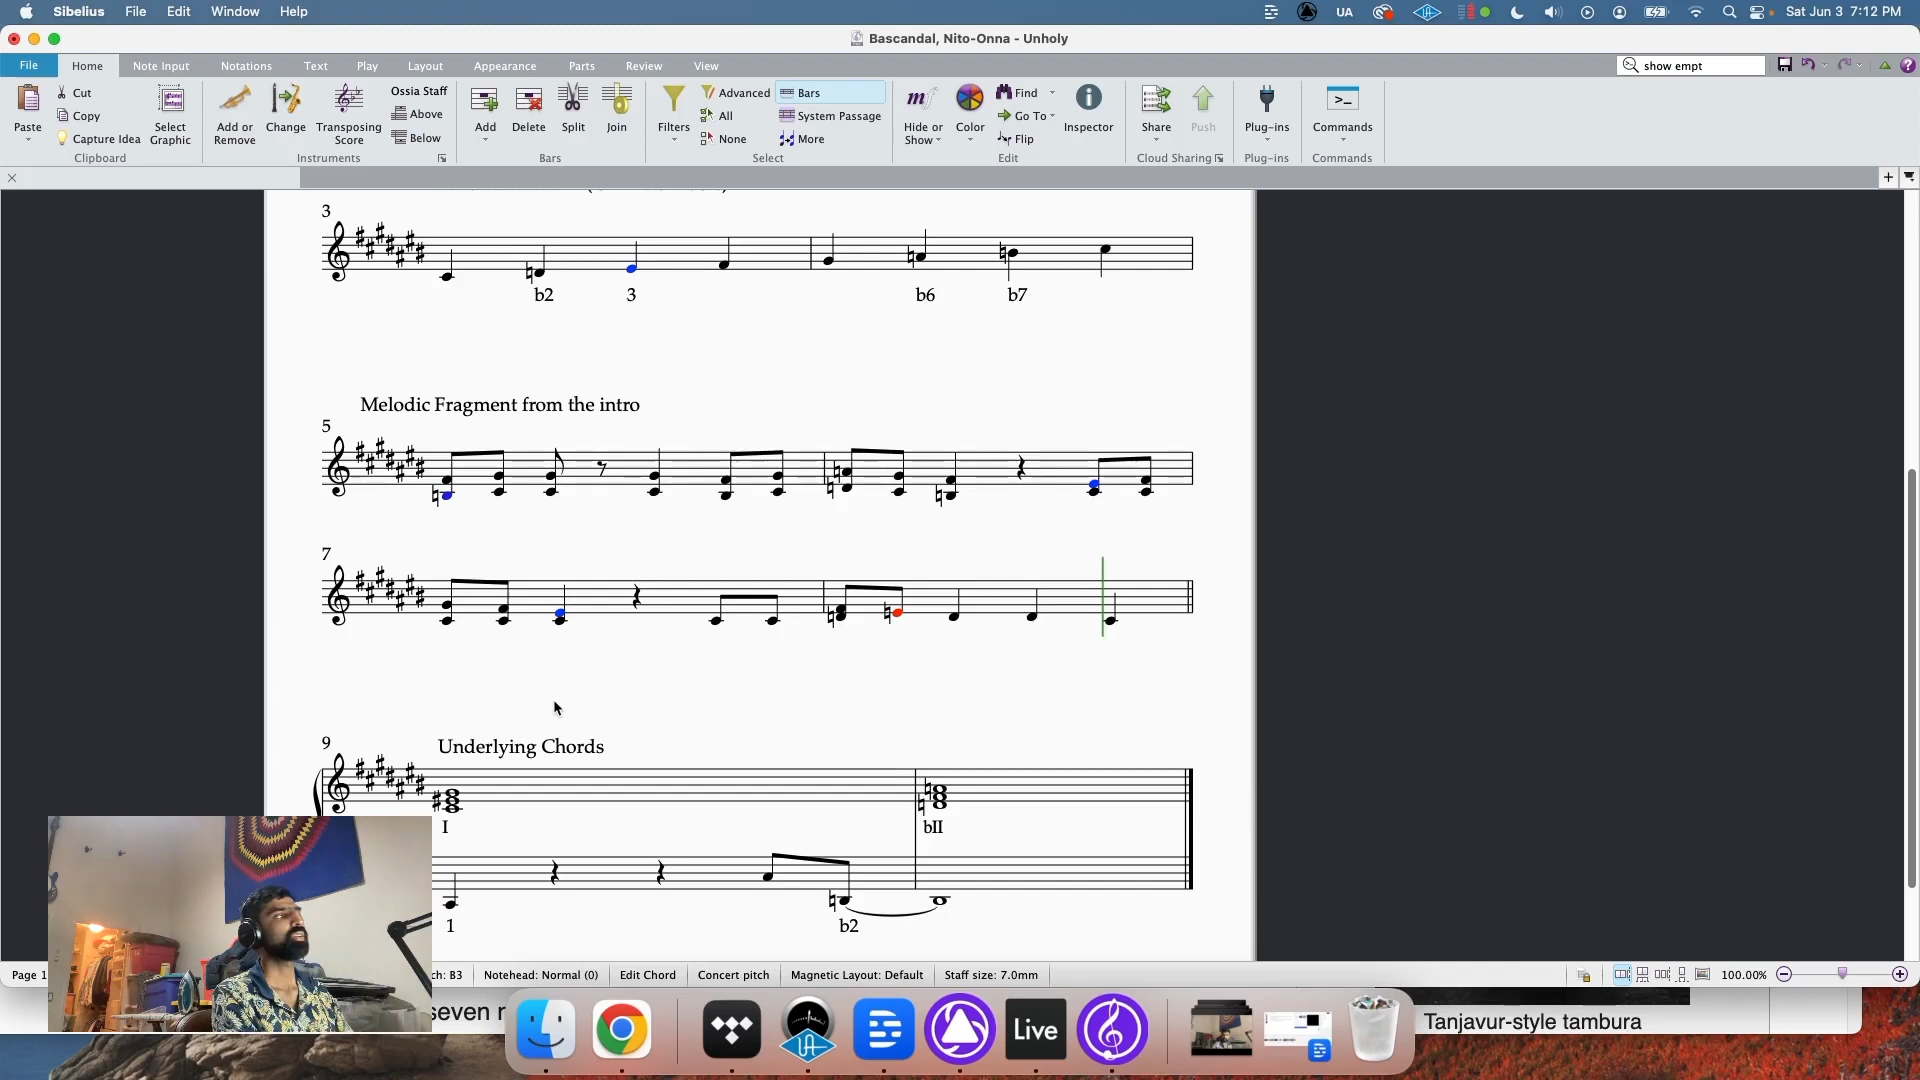 Sibelius File Edit Window Help
UA
Sat Jun 3 7:12 PM
Bascandal, Nito-Onna - Unholy
File Home Note Input Notations Text Play Layout Appearance Parts Review View
show empt
Paste
Cut
Copy
Capture Idea
Select Graphic
Clipboard
Add or Remove
Change
Transposing Score
Ossia Staff
Above
Below
Instruments
Add
Delete
Split
Join
Bars
Filters
Advanced
All
None
Bars
System Passage
More
Select
Hide or Show
Color
Find
Go To
Flip
Inspector
Edit
Share
Push
Cloud Sharing
Plug-ins
Plug-ins
Commands
Commands
3
b2 3 b6 b7
Melodic Fragment from the intro
5
7
9
Underlying Chords
I bII
1 b2
Page 1
ch: B3 Notehead: Normal (0) Edit Chord Concert pitch Magnetic Layout: Default Staff size: 7.0mm
100.00%
seven
Live
Tanjavur-style tambura